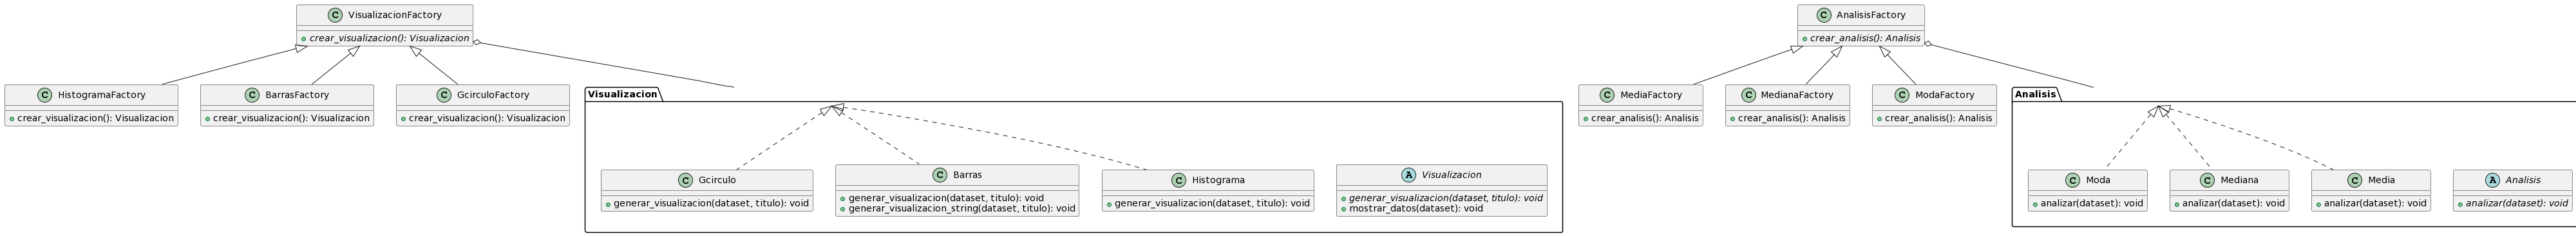 VisualizacionFactory
crear_visualizacion(): Visualizacion
HistogramaFactory
crear_visualizacion(): Visualizacion
BarrasFactory
crear_visualizacion(): Visualizacion
GcirculoFactory
crear_visualizacion(): Visualizacion
Visualizacion
Gcirculo
generar_visualizacion(dataset, titulo): void
Barras
generar_visualizacion(dataset, titulo): void
generar_visualizacion_string(dataset, titulo): void
Histograma
generar_visualizacion(dataset, titulo): void
Visualizacion
generar_visualizacion(dataset, titulo): void
mostrar_datos(dataset): void
AnalisisFactory
crear_analisis(): Analisis
MediaFactory
crear_analisis(): Analisis
MedianaFactory
crear_analisis(): Analisis
ModaFactory
crear_analisis(): Analisis
Analisis
Moda
analizar(dataset): void
Mediana
analizar(dataset): void
Media
analizar(dataset): void
Analisis
analizar(dataset): void